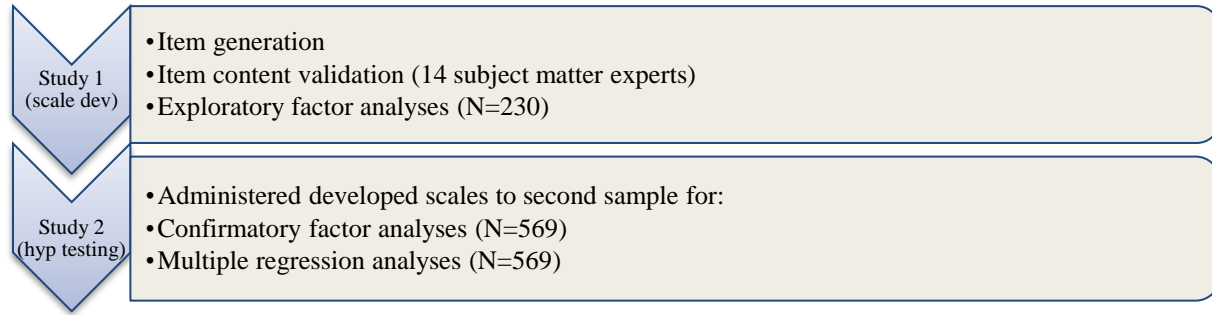 Study 1
(scale dev)
•Item generation
•Item content validation (14 subject matter experts)
•Exploratory factor analyses (N=230)
Study 2
(hyp testing)
•Administered developed scales to second sample for:
•Confirmatory factor analyses (N=569)
•Multiple regression analyses (N=569)